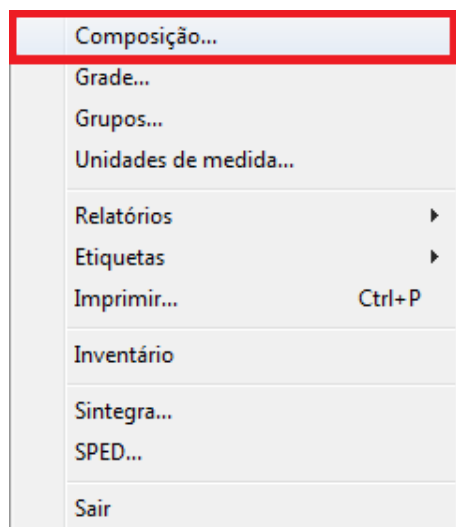 Composição...
Grade...
Grupos...
Unidades de medida...
Relatórios
Etiquetas
Imprimir... Ctrl+P
Inventário
Sintegra...
SPED...
Sair